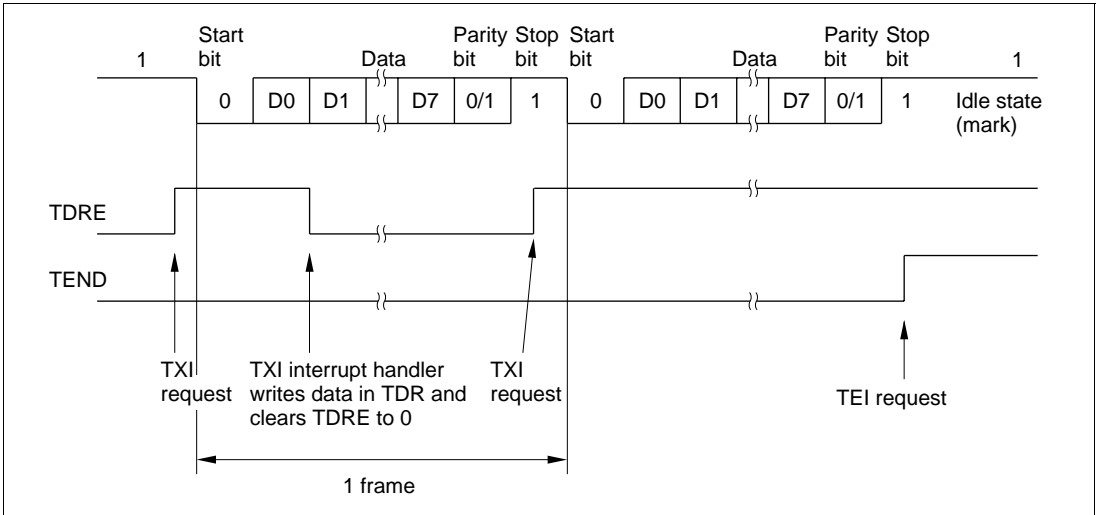 1
Start
bit
Data
Parity
bit
Stop
bit
Start
bit
Data
Parity
bit
Stop
bit
1
0 D0 D1 D7 0/1 1 0 D0 D1 D7 0/1 1
Idle state
(mark)
TDRE
TEND
TXI
request
TXI interrupt handler
writes data in TDR and
clears TDRE to 0
TXI
request
TEI request
1 frame